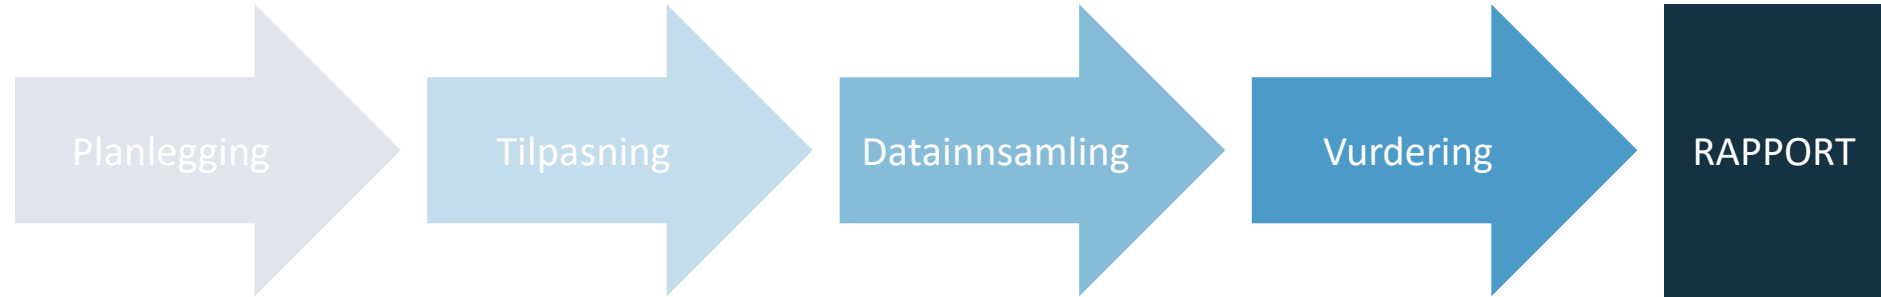 Planlegging
Tilpasning
Datainnsamling
Vurdering
RAPPORT